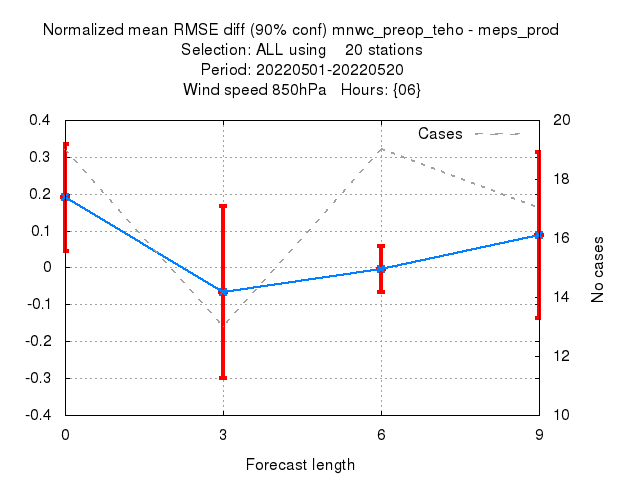 Normalized mean RMSE diff (90% conf) mnwc_preop_teho - meps_prod
Selection: ALL using    20 stations
Period: 20220501-20220520
Wind speed 850hPa   Hours: {06}
Cases
0.4
0.3
0.2
0.1
0
-0.1
-0.2
-0.3
-0.4
20
18
16
14
12
10
No cases
0 3 6 9
Forecast length